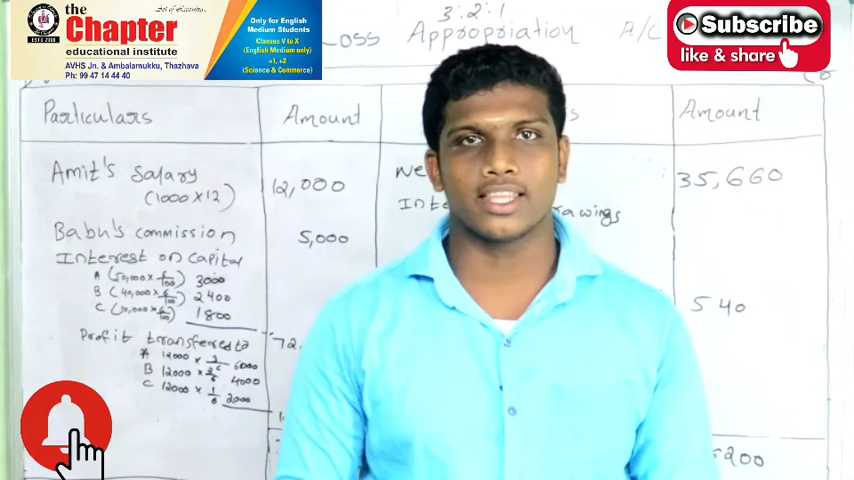 the
Chapter
educational institute
ESTD 2008
AVHS Jn. & Ambalamukku, Thazhava
Ph: 99 47 14 44 40
Only for English
Medium Students
Classes V to X
(English Medium only)
+1, +2
(Science & Commerce)
Subscribe
like & share
3:2:1
Loss Appropriation A/C
Particulars Amount Amount
Amit's Salary
(1000 x 12) 12,000
35,660
Babu's commission 5,000
Interest on capital
A (50,000 x 6/100) 3000
B (40,000 x 6/100) 2400
C (30,000 x 6/100) 1800
540
Profit transferred to
A 12000 x 3/6 6000
B 12000 x 2/6 4000
C 12000 x 1/6 2000
200